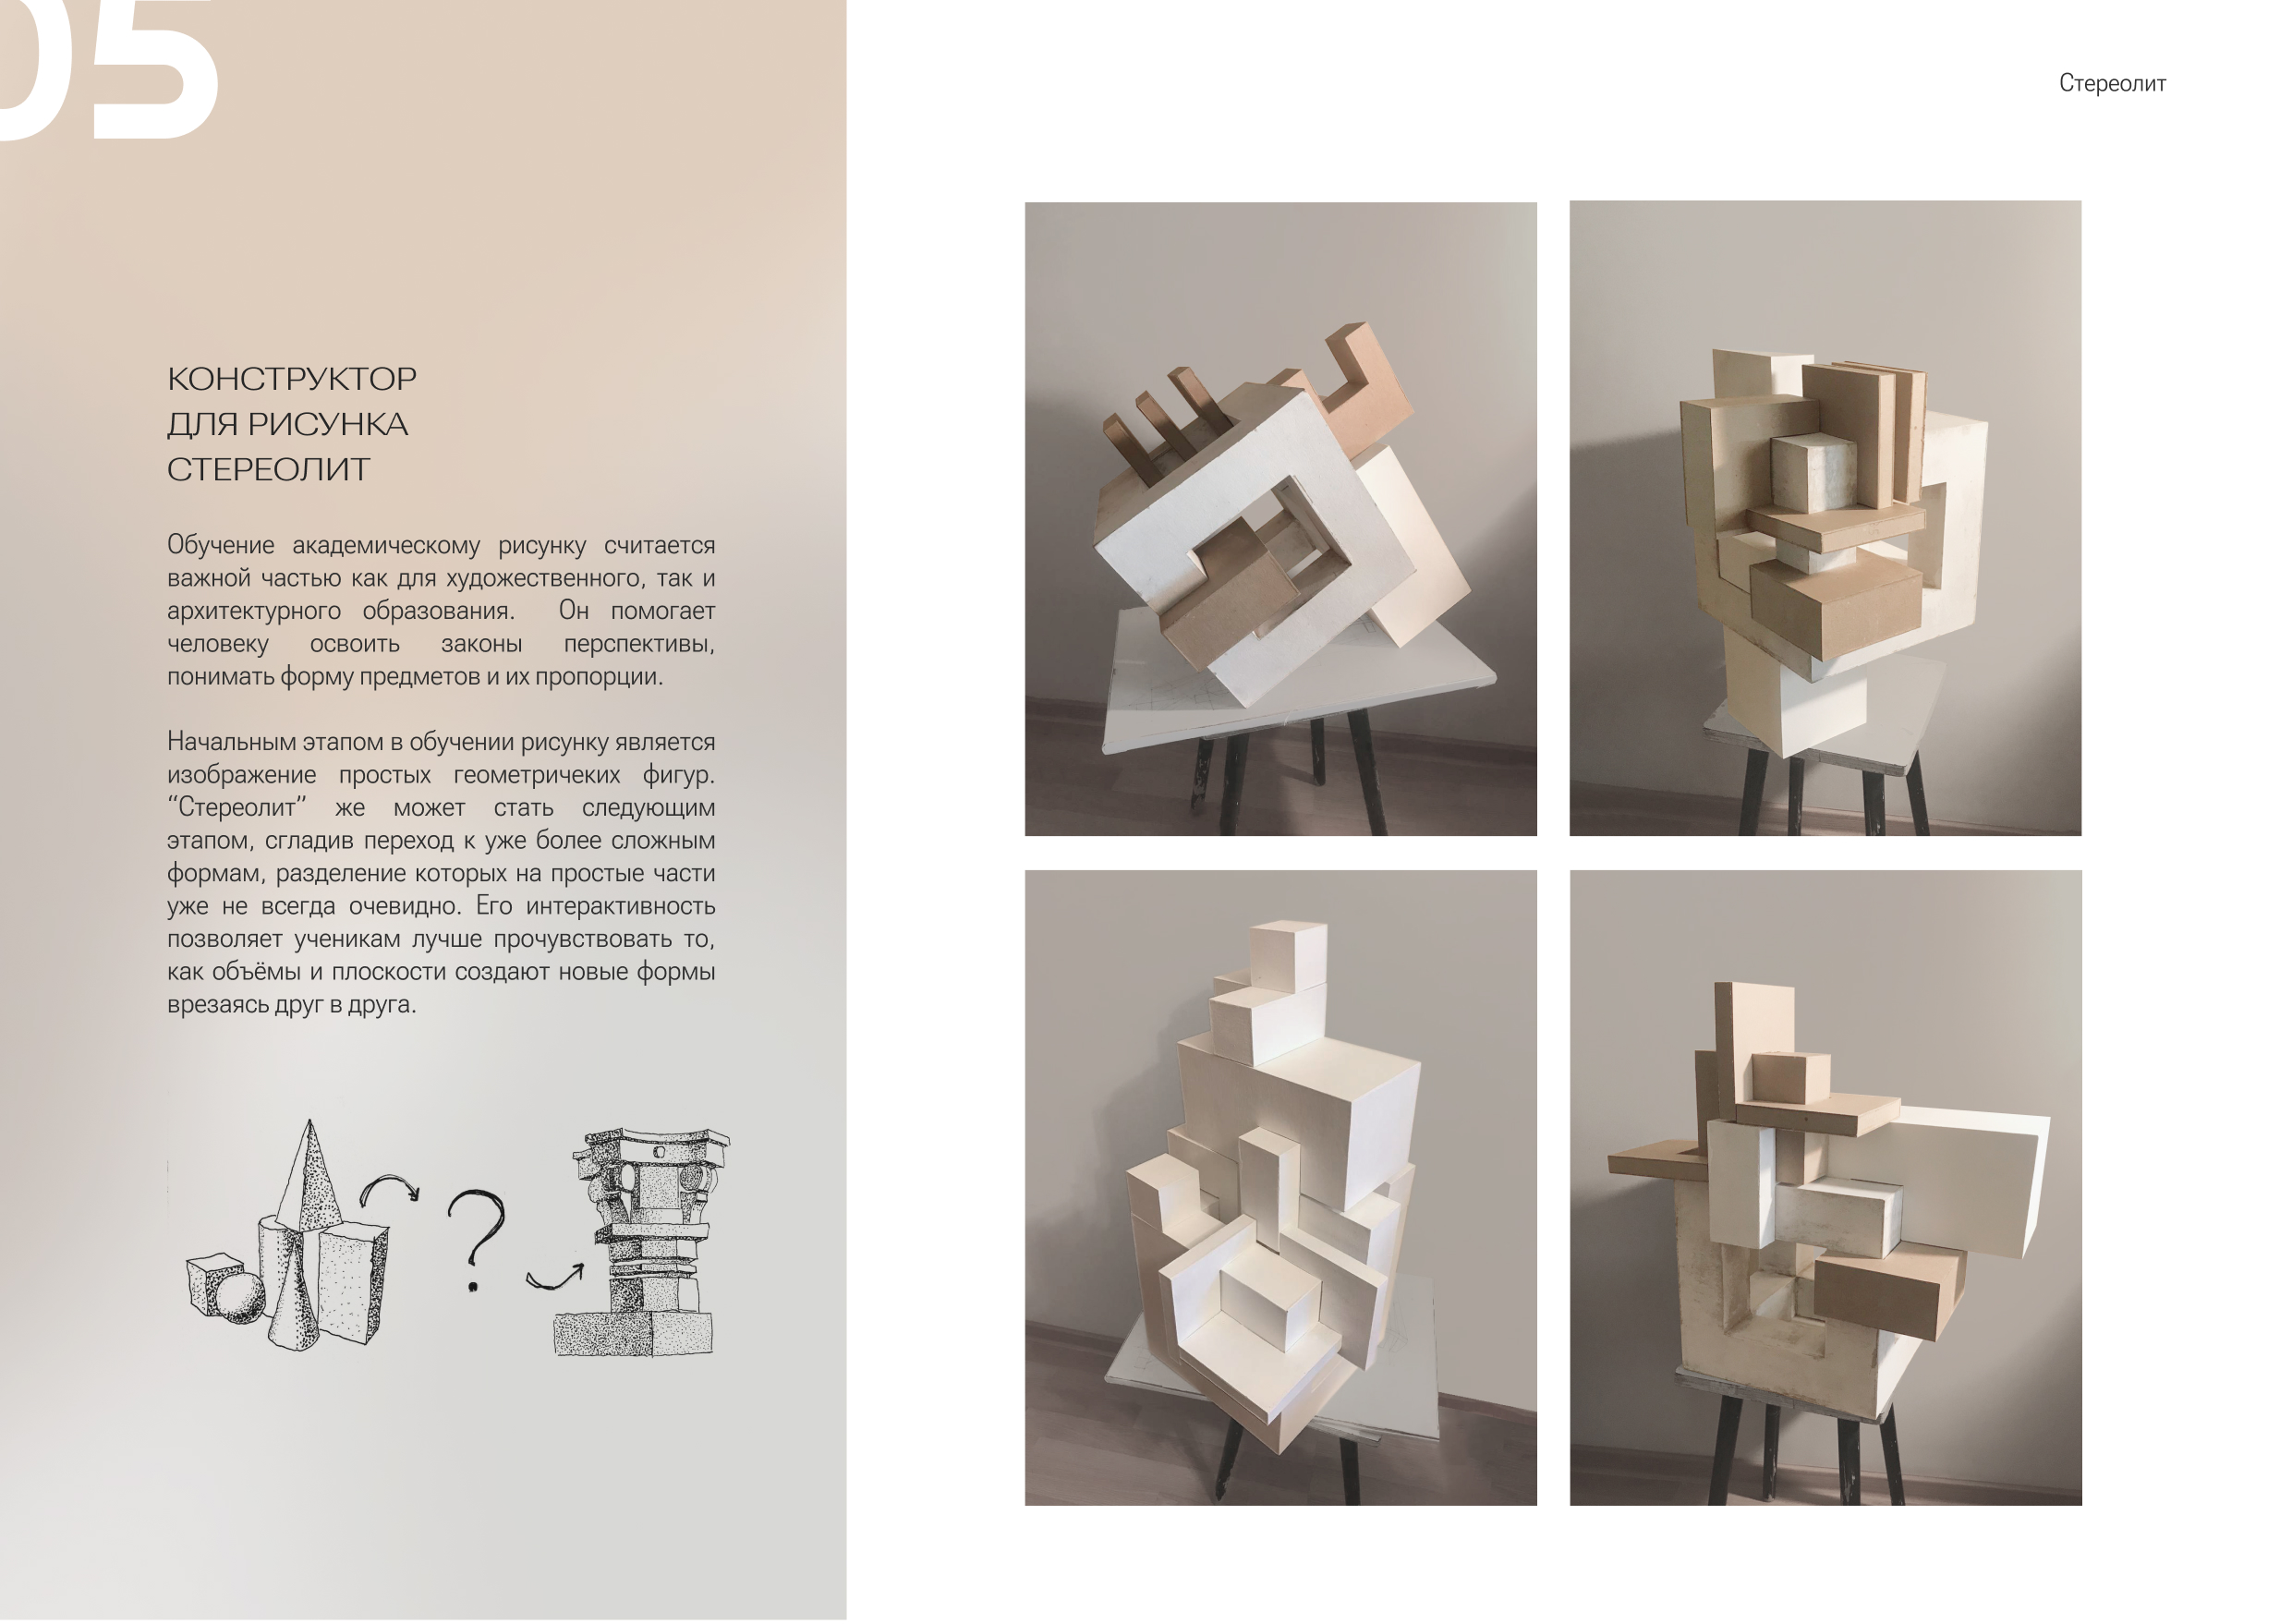 05
Стереолит
КОНСТРУКТОР
ДЛЯ РИСУНКА
СТЕРЕОЛИТ
Обучение академическому рисунку считается
важной частью как для художественного, так и
архитектурного образования. Он помогает
человеку освоить законы перспективы,
понимать форму предметов и их пропорции.
Начальным этапом в обучении рисунку является
изображение простых геометричеких фигур.
“Стереолит” же может стать следующим
этапом, сгладив переход к уже более сложным
формам, разделение которых на простые части
уже не всегда очевидно. Его интерактивность
позволяет ученикам лучше прочувствовать то,
как объёмы и плоскости создают новые формы
врезаясь друг в друга.
?